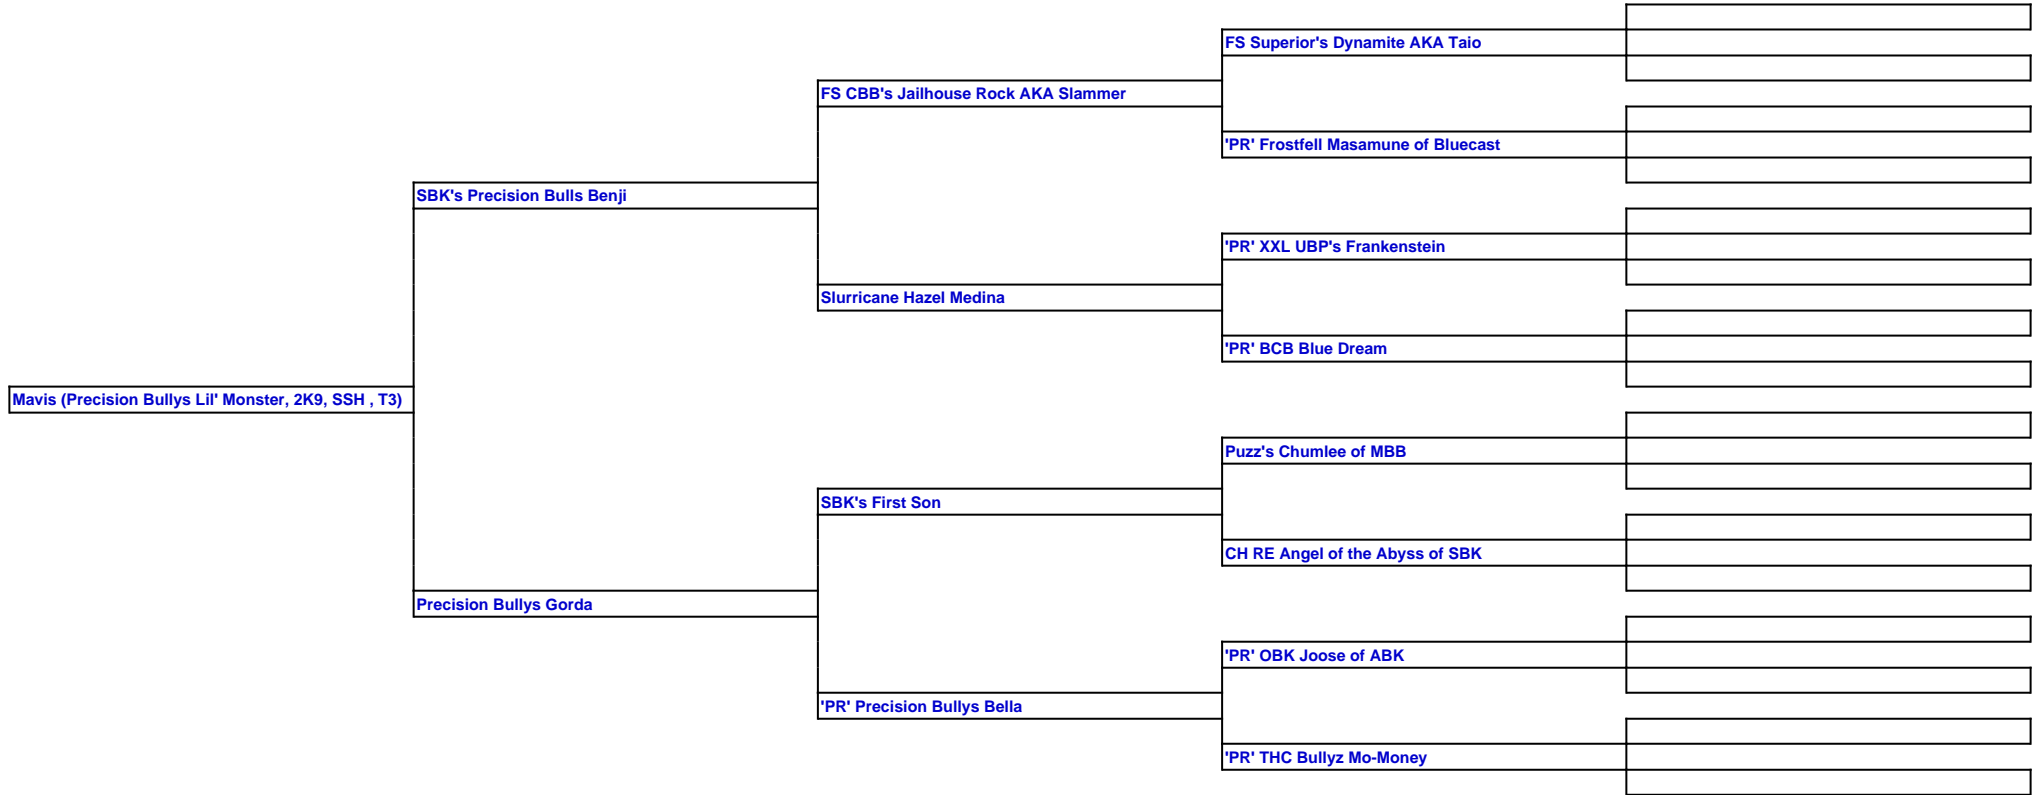 FS Superior's Dynamite AKA Taio
FS CBB's Jailhouse Rock AKA Slammer
'PR' Frostfell Masamune of Bluecast
SBK's Precision Bulls Benji
'PR' XXL UBP's Frankenstein
Slurricane Hazel Medina
'PR' BCB Blue Dream
Mavis (Precision Bullys Lil' Monster, 2K9, SSH , T3)
Puzz's Chumlee of MBB
SBK's First Son
CH RE Angel of the Abyss of SBK
Precision Bullys Gorda
'PR' OBK Joose of ABK
'PR' Precision Bullys Bella
'PR' THC Bullyz Mo-Money